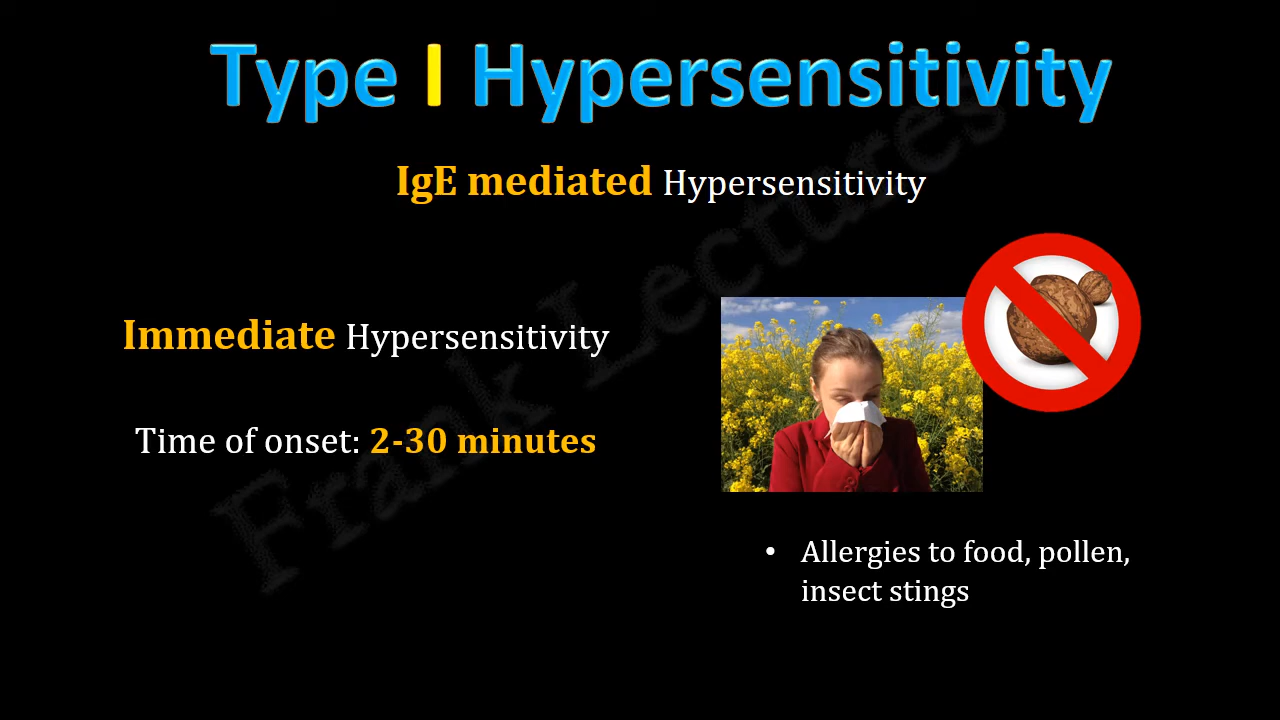 Type I Hypersensitivity
IgE mediated Hypersensitivity
Immediate Hypersensitivity
Time of onset: 2-30 minutes
• Allergies to food, pollen,
insect stings
Frank Lectures